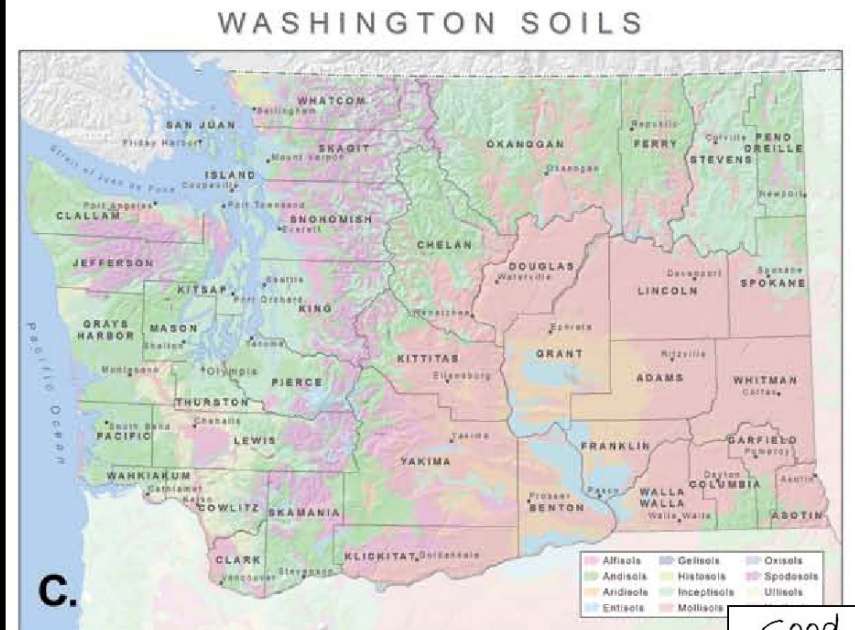 WASHINGTON SOILS
WHATCOM
Bellingham
SAN JUAN
Friday Harbor
SKAGIT
Mount Vernon
OKANOGAN
Okanogan
Republic
FERRY
Colville
STEVENS
PEND
OREILLE
Newport
Strait of Juan de Fuca
ISLAND
Coupeville
Port Angeles
CLALLAM
Port Townsend
SNOHOMISH
Everett
CHELAN
JEFFERSON
DOUGLAS
Waterville
Davenport
LINCOLN
Spokane
SPOKANE
KITSAP
Seattle
Port Orchard
KING
Wenatchee
GRAYS
HARBOR
MASON
Shelton
Tacoma
Ephrata
GRANT
Ritzville
ADAMS
WHITMAN
Colfax
Pacific Ocean
Montesano
Olympia
PIERCE
KITTITAS
Ellensburg
THURSTON
South Bend
PACIFIC
Chehalis
LEWIS
Yakima
YAKIMA
FRANKLIN
GARFIELD
Pomeroy
WAHKIAKUM
Cathlamet
Kelso
COWLITZ
SKAMANIA
Prosser
BENTON
Pasco
WALLA
WALLA
Walla Walla
Dayton
COLUMBIA
Asotin
ASOTIN
CLARK
Vancouver
Stevenson
KLICKITAT
Goldendale
Alfisols
Gelisols
Oxisols
Andisols
Histosols
Spodosols
Aridisols
Inceptisols
Ultisols
Entisols
Mollisols
C.
Good